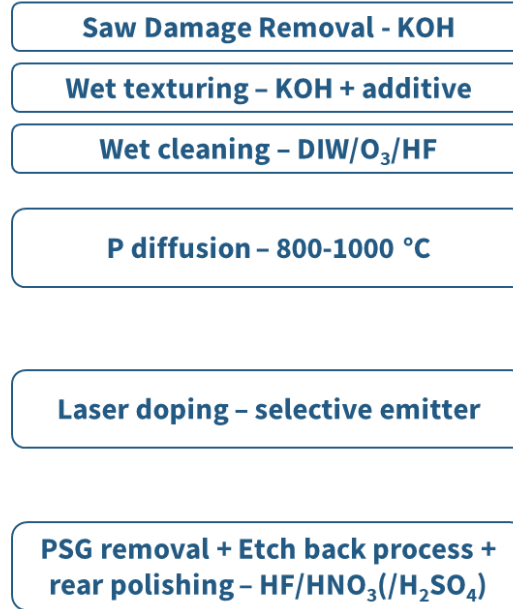 Saw Damage Removal - KOH
Wet texturing – KOH + additive
Wet cleaning – DIW/O₃/HF
P diffusion – 800-1000 °C
Laser doping – selective emitter
PSG removal + Etch back process +
rear polishing – HF/HNO₃(/H₂SO₄)